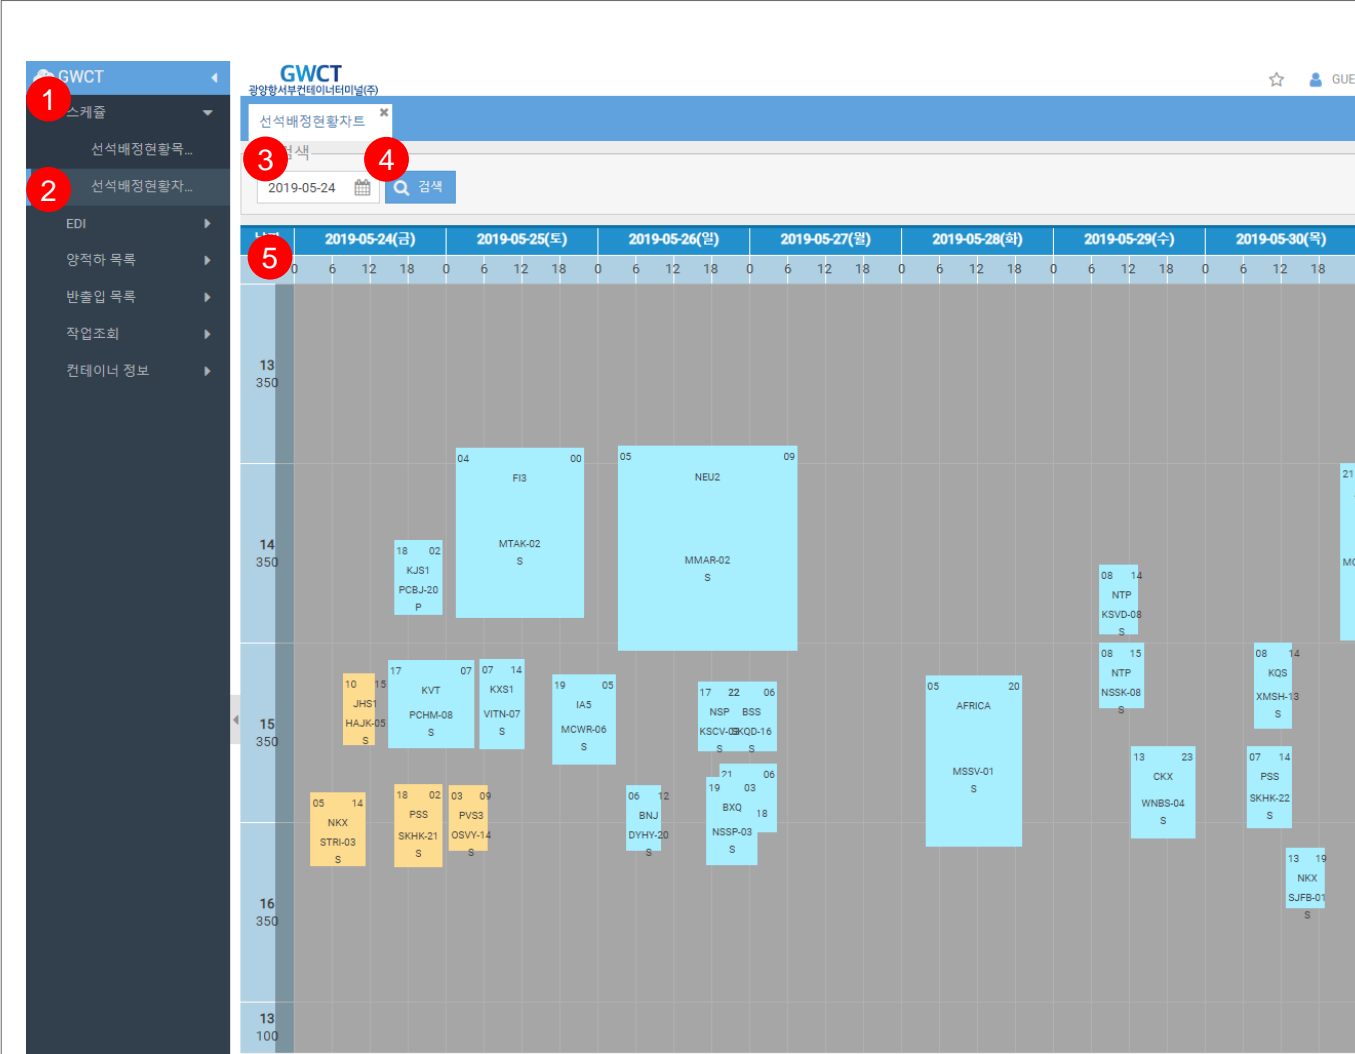 GWCT
1
스케쥴
선석배정현황목...
2
선석배정현황차...
EDI
양적하 목록
반출입 목록
작업조회
컨테이너 정보
GWCT
광양항서부컨테이너터미널(주)
GUE
선석배정현황차트
3
검색
4
2019-05-24
검색
5
2019-05-24(금) 2019-05-25(토) 2019-05-26(일) 2019-05-27(월) 2019-05-28(화) 2019-05-29(수) 2019-05-30(목)
0 6 12 18 0 6 12 18 0 6 12 18 0 6 12 18 0 6 12 18 0 6 12 18 0 6 12 18
13
350
04 00
FI3
MTAK-02
S
05 09
NEU2
MMAR-02
S
21
14
350
18 02
KJS1
PCBJ-20
P
08 14
NTP
KSVD-08
S
08 15
NTP
NSSK-08
S
08 14
KQS
XMSH-13
S
15
350
10 15
JHS1
HAJK-05
S
17 07
KVT
PCHM-08
S
07 14
KXS1
VITN-07
S
19 05
IA5
MCWR-06
S
17 22 06
NSP BSS
KQD-16
S S
05 20
AFRICA
MSSV-01
S
13 23
CKX
WNBS-04
S
07 14
PSS
SKHK-22
S
05 14
NKX
STRI-03
S
18 02
PSS
SKHK-21
S
03 09
PVS3
OSVY-14
S
06 12
BNJ
DYHY-20
S
21 06
18
19 03
BXQ
NSSP-03
S
13 19
NKX
SJFB-01
S
16
350
13
100